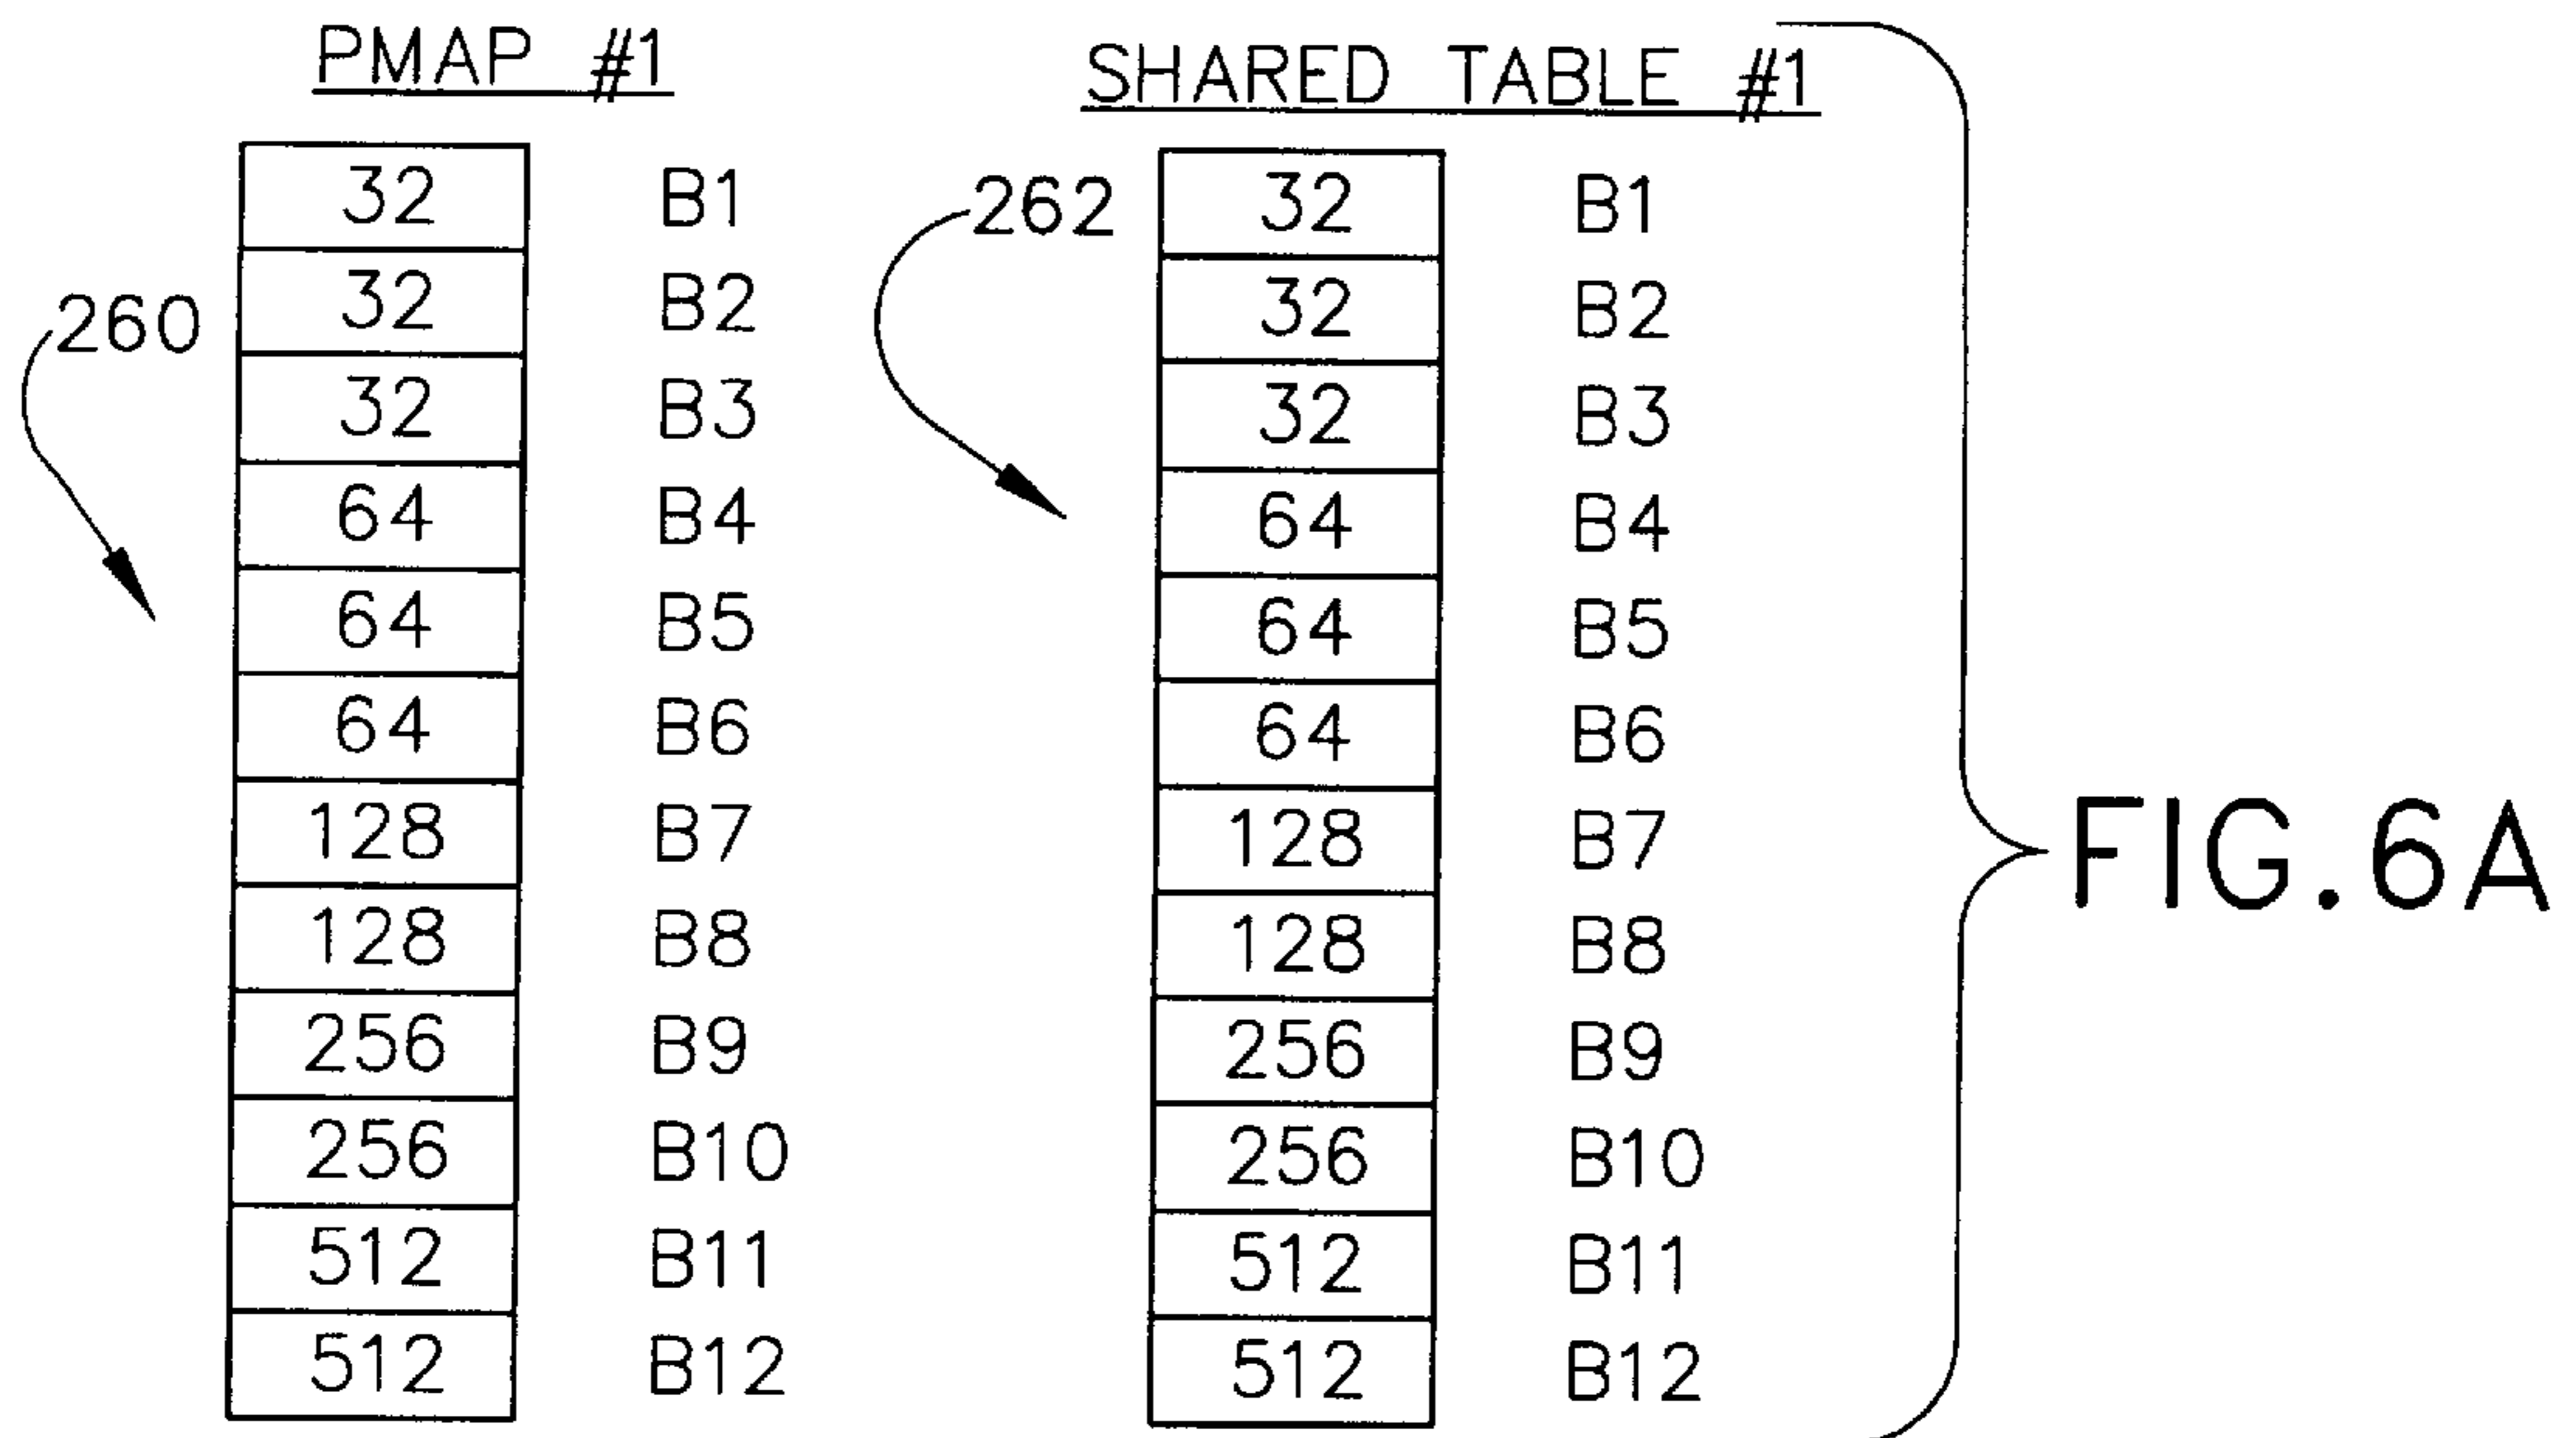 PMAP #1 SHARED TABLE #1
32 B1 262 32 B1
32 B2 32 B2
260
32 B3 32 B3
64 B4 64 B4
64 B5 64 B5
64 B6 64 B6
128 B7 128 B7
FIG.6A
128 B8 128 B8
256 B9 256 B9
256 B10 256 B10
512 B11 512 B11
512 B12 512 B12